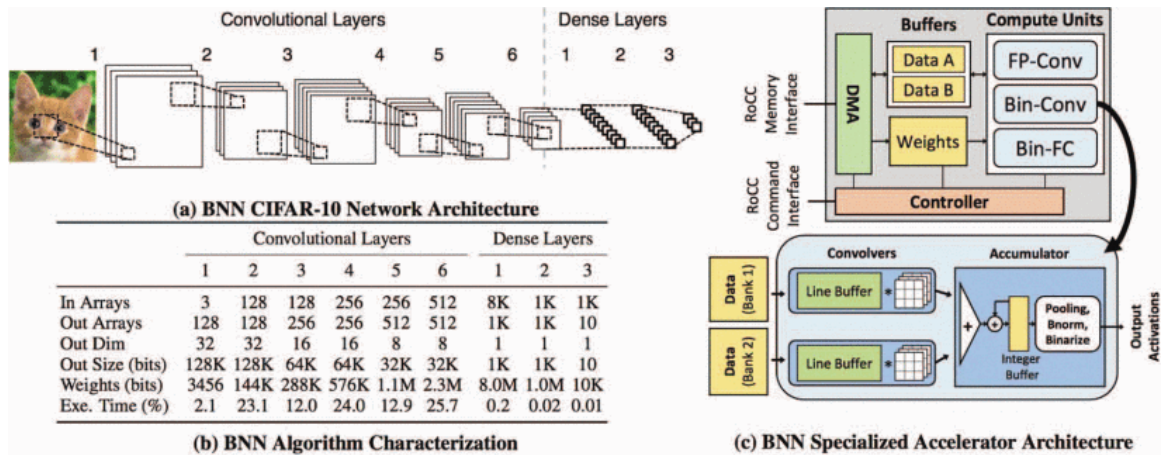 Convolutional Layers Dense Layers
1 2 3 4 5 6 1 2 3
(a) BNN CIFAR-10 Network Architecture
Convolutional Layers Dense Layers
1 2 3 4 5 6 1 2 3
In Arrays 3 128 128 256 256 512 8K 1K 1K
Out Arrays 128 128 256 256 512 512 1K 1K 10
Out Dim 32 32 16 16 8 8 1 1 1
Out Size (bits) 128K 128K 64K 64K 32K 32K 1K 1K 10
Weights (bits) 3456 144K 288K 576K 1.1M 2.3M 8.0M 1.0M 10K
Exe. Time (%) 2.1 23.1 12.0 24.0 12.9 25.7 0.2 0.02 0.01
(b) BNN Algorithm Characterization
Buffers
Compute Units
RoCC
Memory
Interface
DMA
Data A
Data B
Weights
FP-Conv
Bin-Conv
Bin-FC
RoCC
Command
Interface
Controller
Convolvers
Accumulator
Data
(Bank 1)
Line Buffer *
Data
(Bank 2)
Line Buffer *
+
+
Integer
Buffer
Pooling,
Bnorm,
Binarize
Output
Activations
(c) BNN Specialized Accelerator Architecture